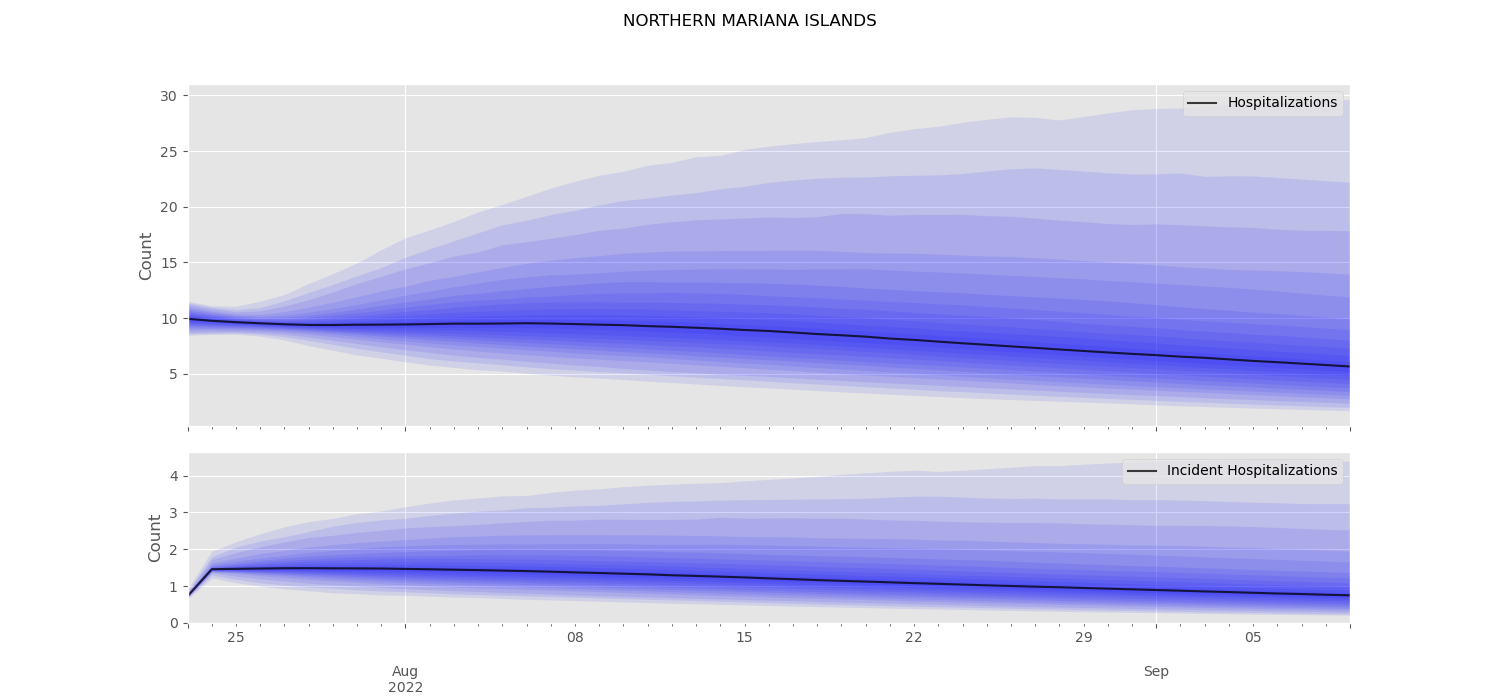 NORTHERN MARIANA ISLANDS
Hospitalizations
30
25
20
15
10
5
Count
Incident Hospitalizations
4
3
2
1
0
Count
25 08 15 22 29 05
Aug Sep
2022